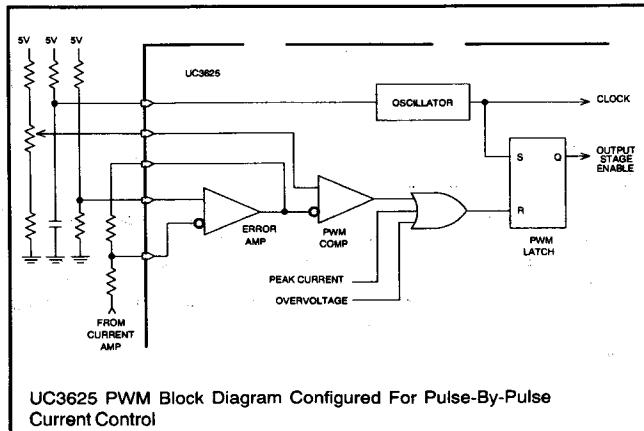 5V 5V 5V
UC3625
OSCILLATOR
CLOCK
S Q
OUTPUT
STAGE
ENABLE
R
PWM
LATCH
ERROR
AMP
PWM
COMP
PEAK CURRENT
OVERVOLTAGE
FROM
CURRENT
AMP
UC3625 PWM Block Diagram Configured For Pulse-By-Pulse
Current Control